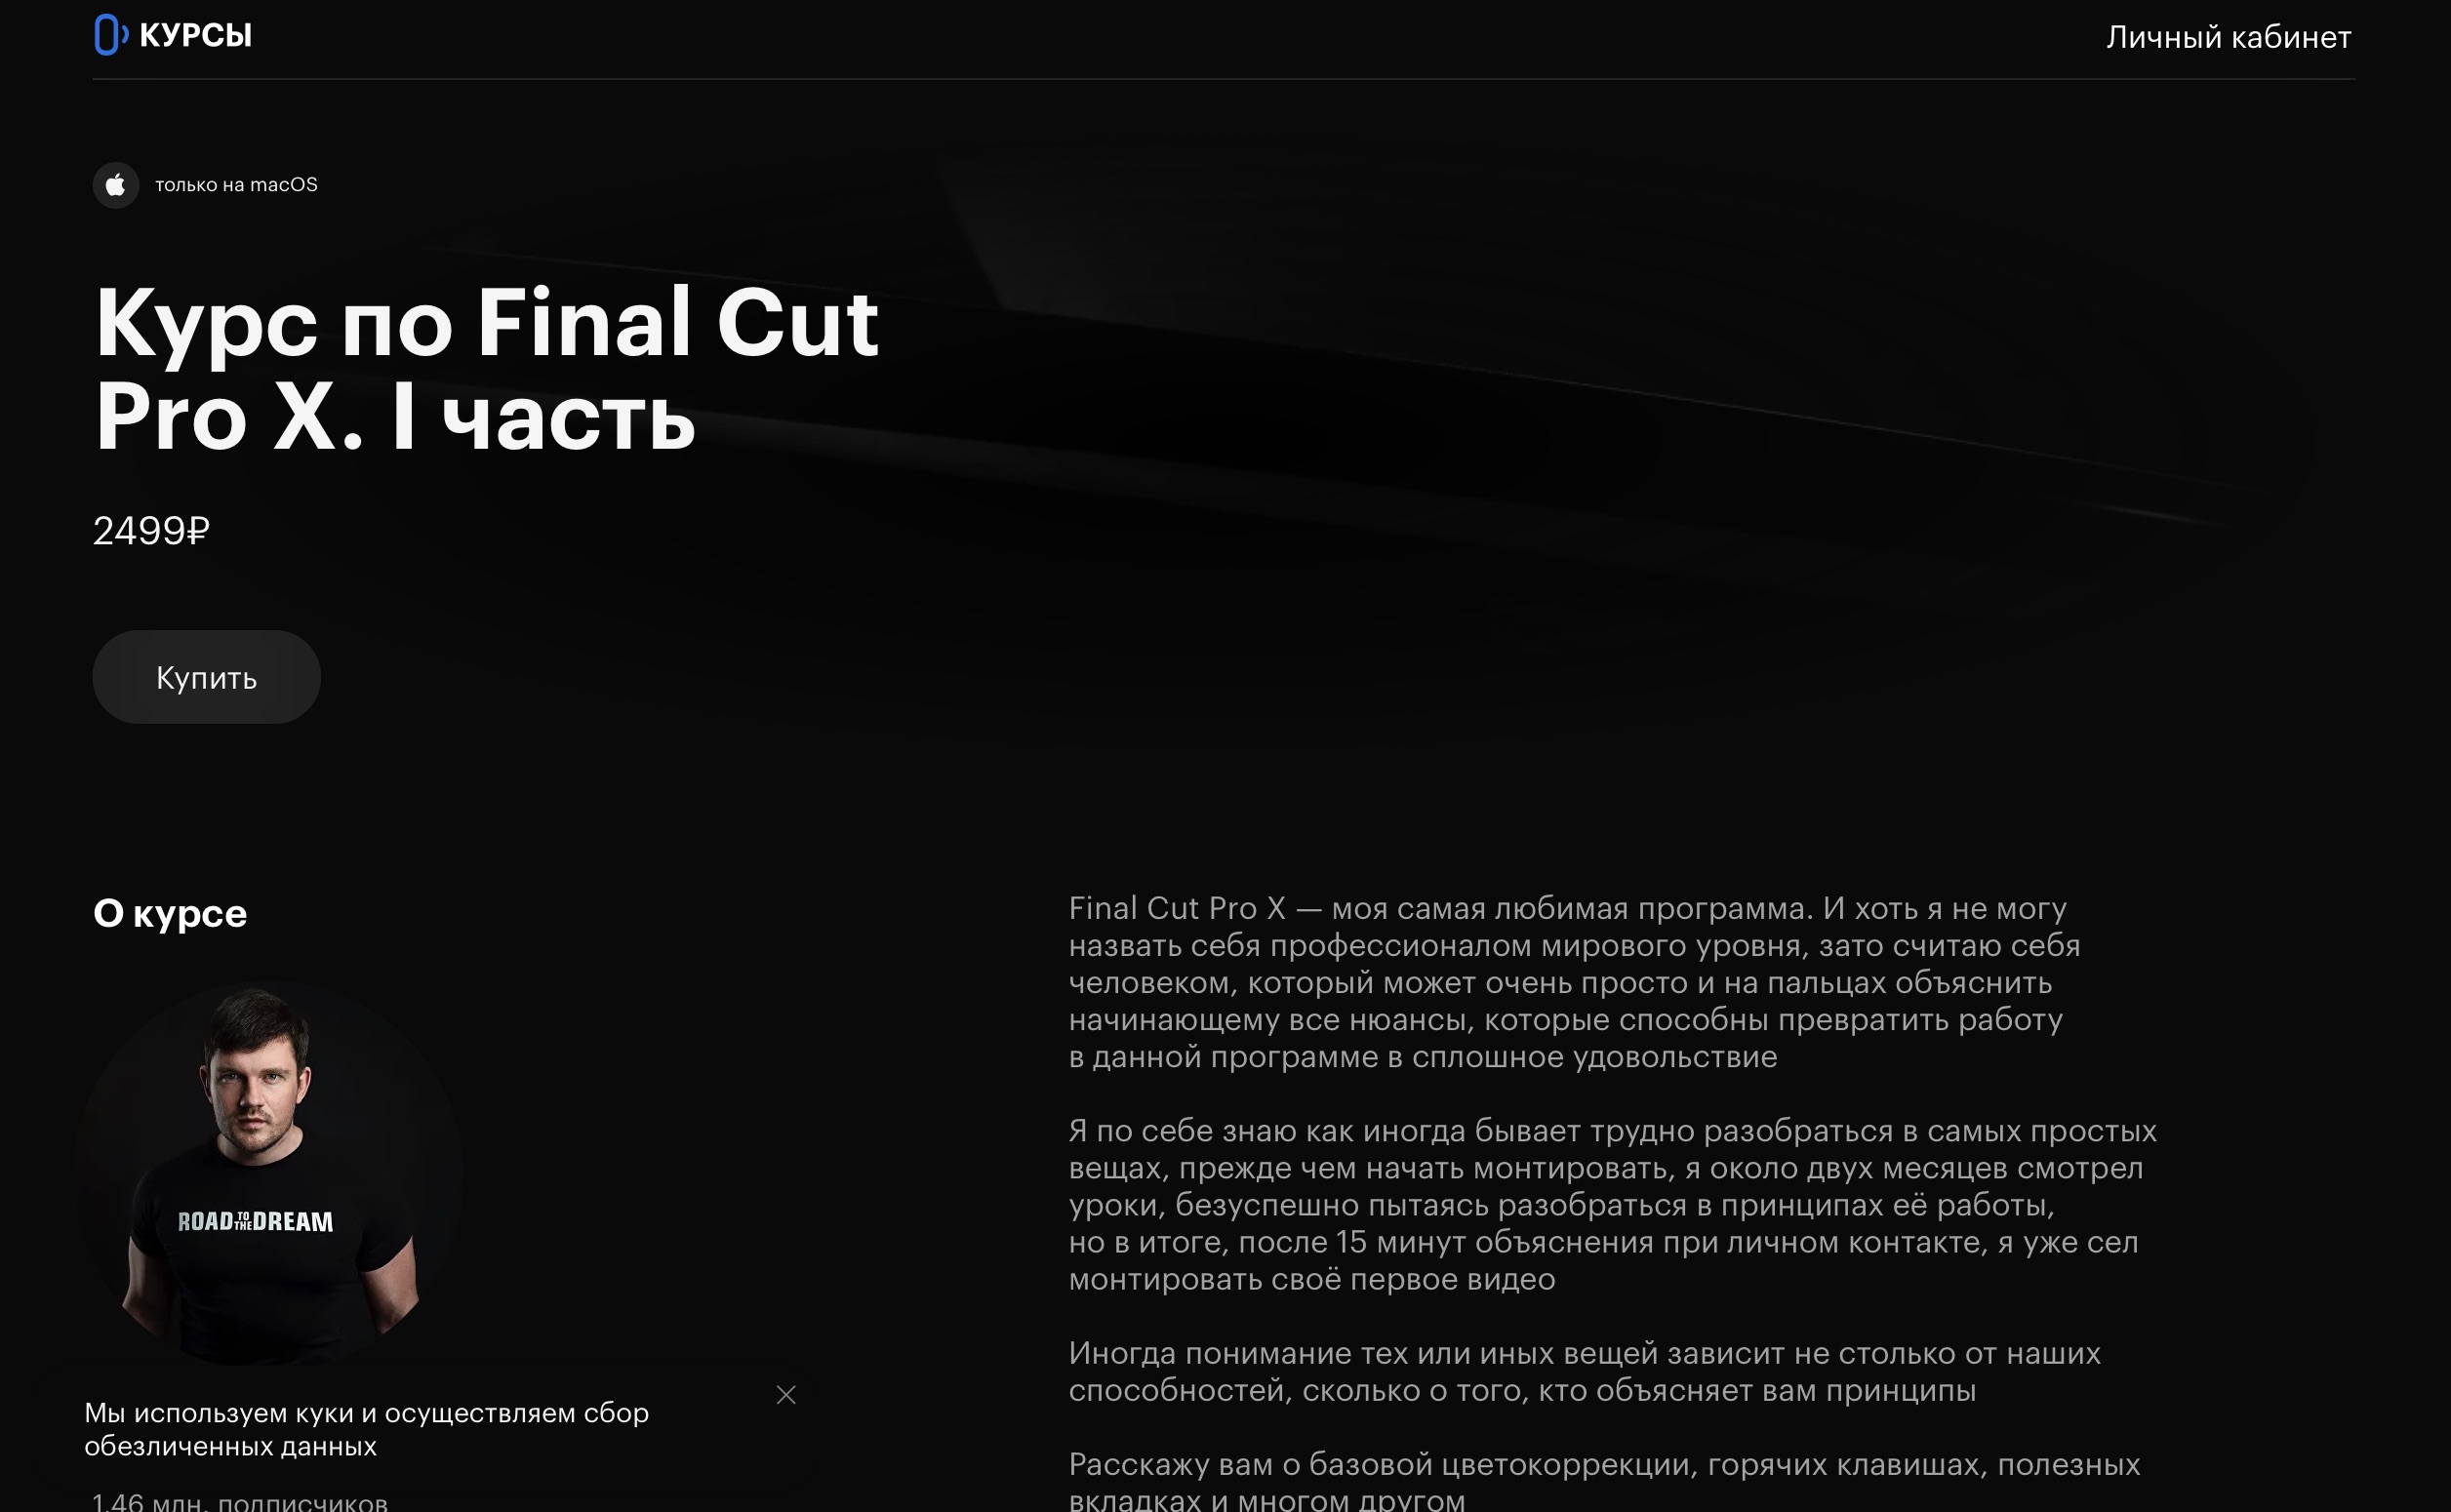 КУРСЫ
Личный кабинет
только на macOS
Курс по Final Cut
Pro X. I часть
2499₽
Купить
О курсе
ROAD TO THE DREAM
Мы используем куки и осуществляем сбор
обезличенных данных
1.46 млн. подписчиков
Final Cut Pro X — моя самая любимая программа. И хоть я не могу
назвать себя профессионалом мирового уровня, зато считаю себя
человеком, который может очень просто и на пальцах объяснить
начинающему все нюансы, которые способны превратить работу
в данной программе в сплошное удовольствие
Я по себе знаю как иногда бывает трудно разобраться в самых простых
вещах, прежде чем начать монтировать, я около двух месяцев смотрел
уроки, безуспешно пытаясь разобраться в принципах её работы,
но в итоге, после 15 минут объяснения при личном контакте, я уже сел
монтировать своё первое видео
Иногда понимание тех или иных вещей зависит не столько от наших
способностей, сколько о того, кто объясняет вам принципы
Расскажу вам о базовой цветокоррекции, горячих клавишах, полезных
вкладках и многом другом